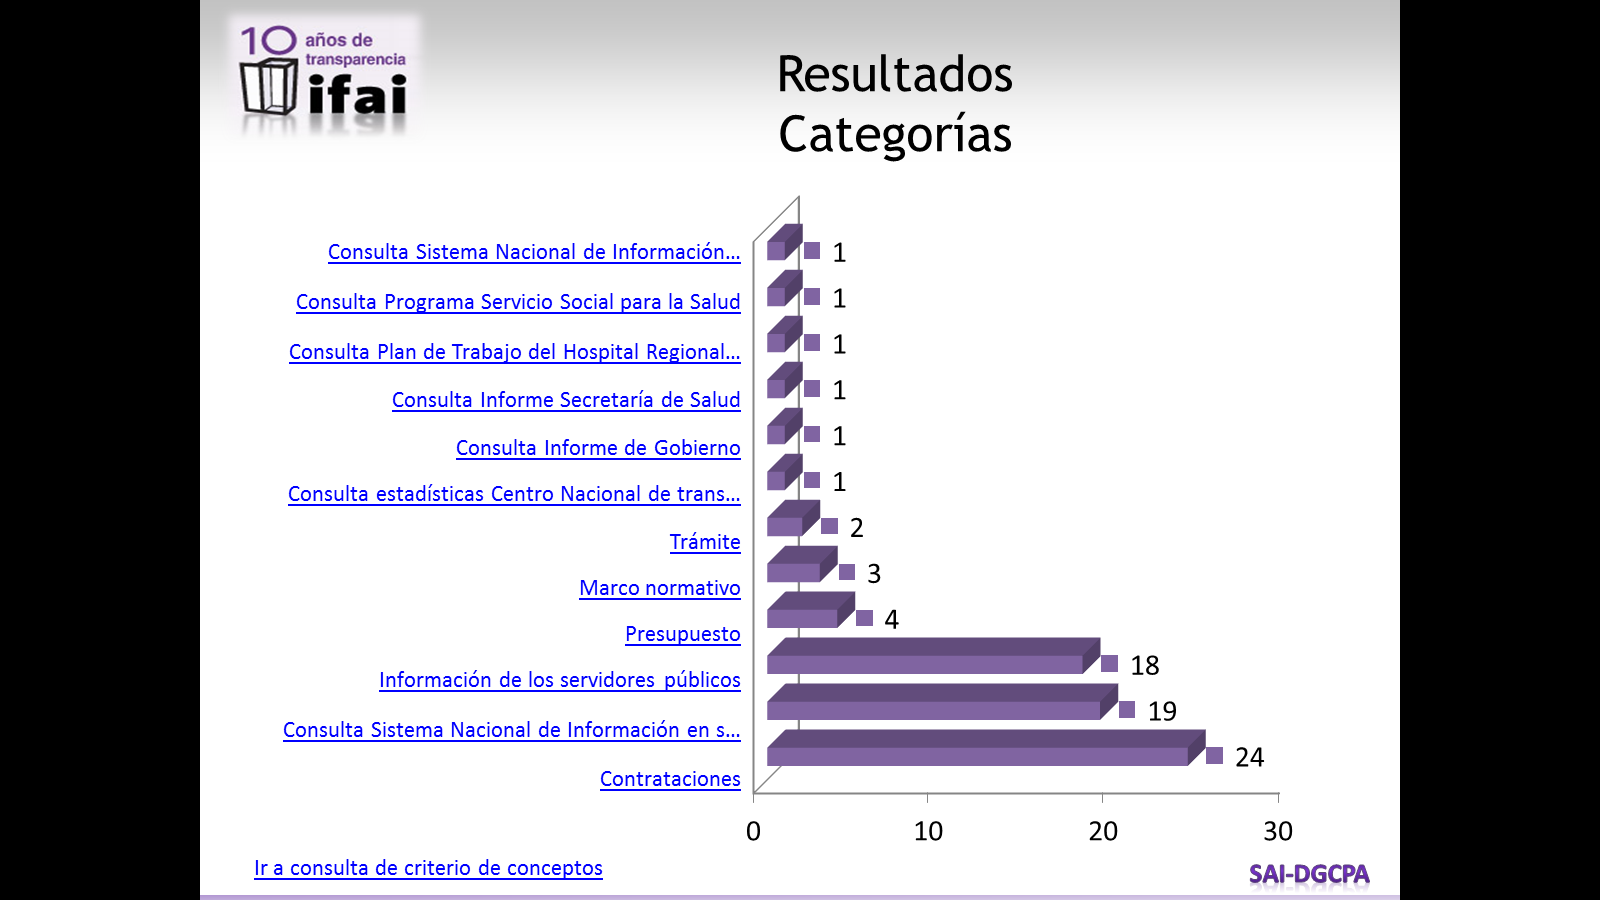 10 años de
transparencia
ifai
Resultados
Categorías
Consulta Sistema Nacional de Información... 1
Consulta Programa Servicio Social para la Salud 1
Consulta Plan de Trabajo del Hospital Regional... 1
Consulta Informe Secretaría de Salud 1
Consulta Informe de Gobierno 1
Consulta estadísticas Centro Nacional de trans... 1
Trámite 2
Marco normativo 3
Presupuesto 4
Información de los servidores públicos 18
Consulta Sistema Nacional de Información en s... 19
Contrataciones 24
0 10 20 30
Ir a consulta de criterio de conceptos
SAI-DGCPA